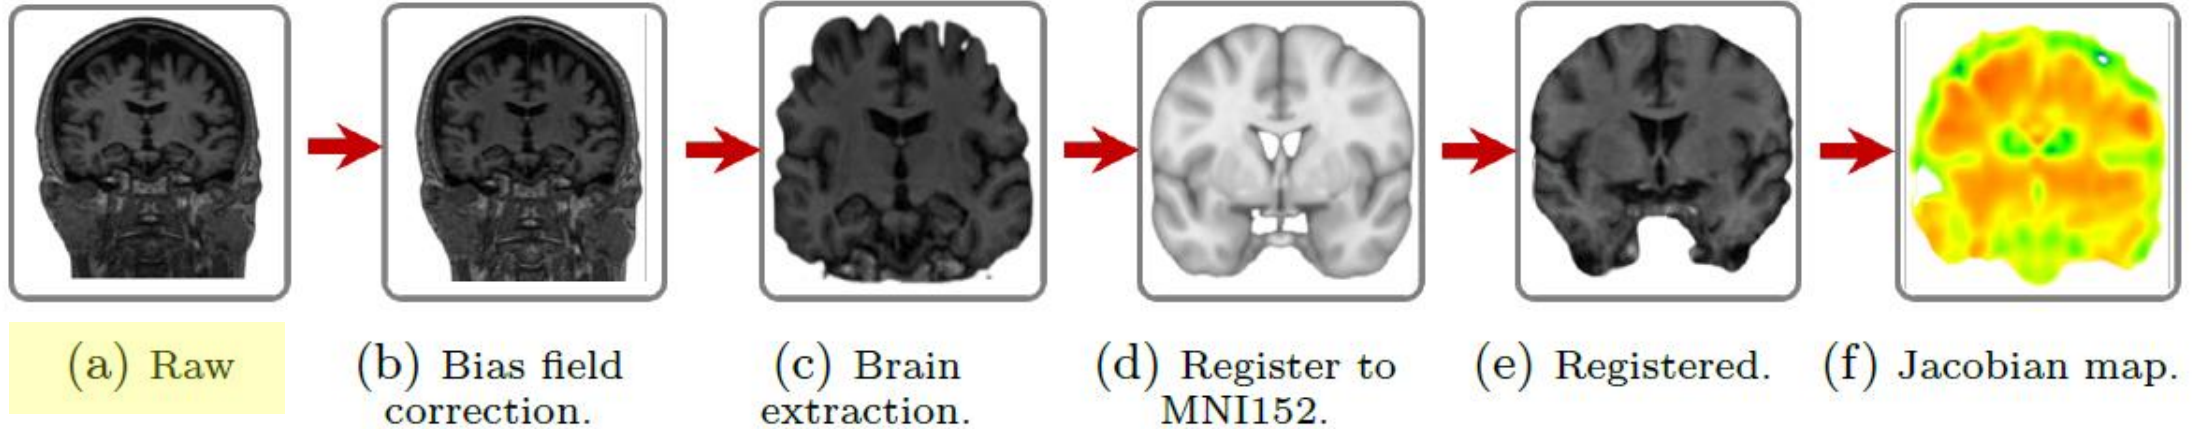 (a) Raw
(b) Bias field
correction.
(c) Brain
extraction.
(d) Register to
MNI152.
(e) Registered.
(f) Jacobian map.